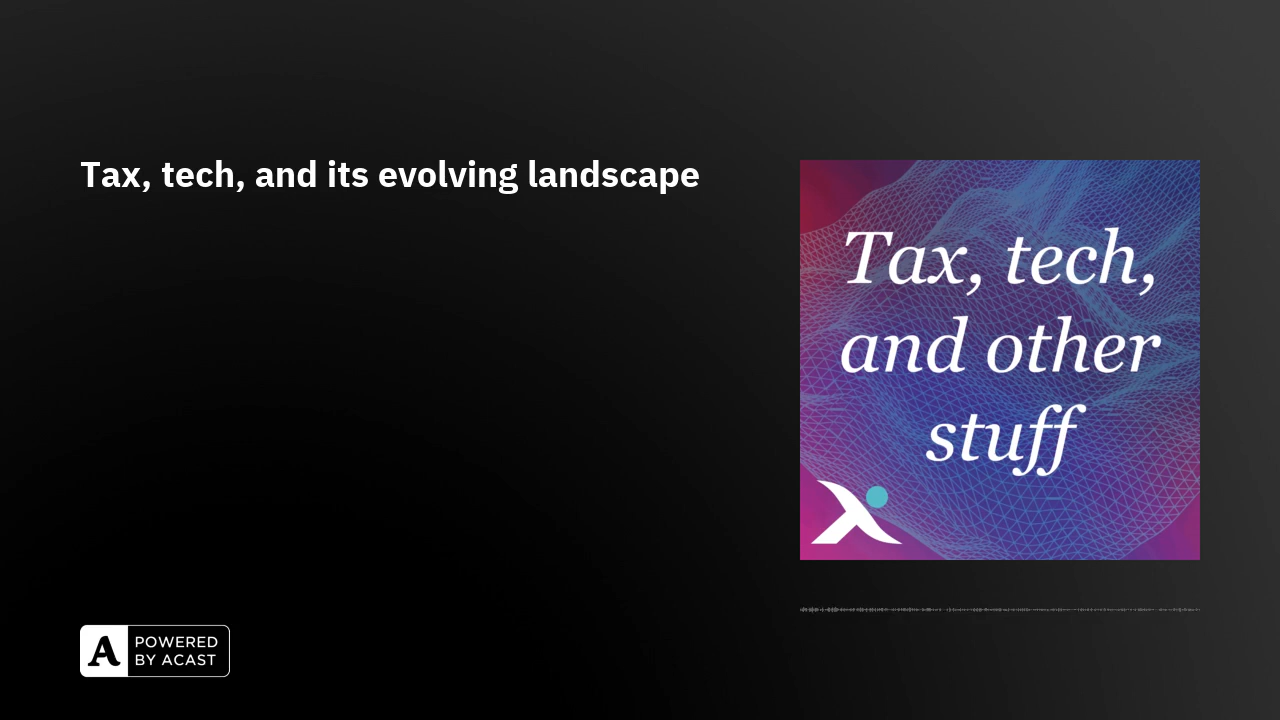 Tax, tech, and its evolving landscape
Tax, tech,
and other
stuff
A POWERED
BY ACAST